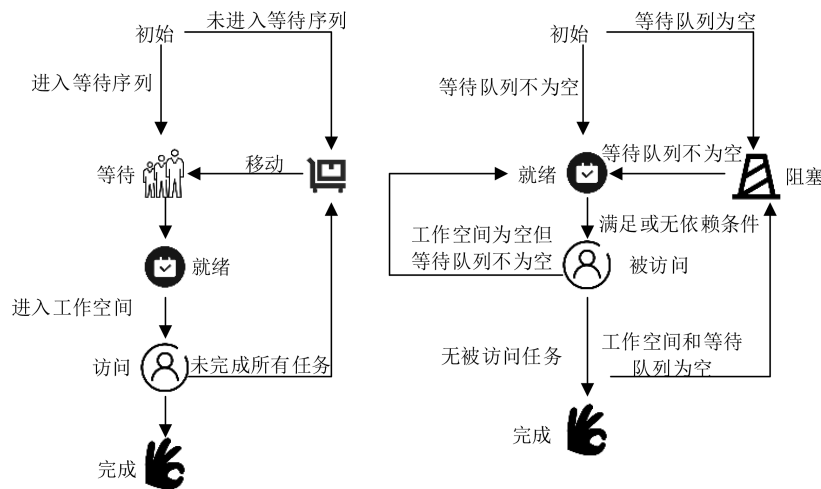 初始
未进入等待序列
进入等待序列
等待
移动
就绪
进入工作空间
访问
未完成所有任务
完成
初始
等待队列为空
等待队列不为空
等待队列不为空
就绪
阻塞
满足或无依赖条件
工作空间为空但
等待队列不为空
被访问
无被访问任务
工作空间和等待
队列为空
完成